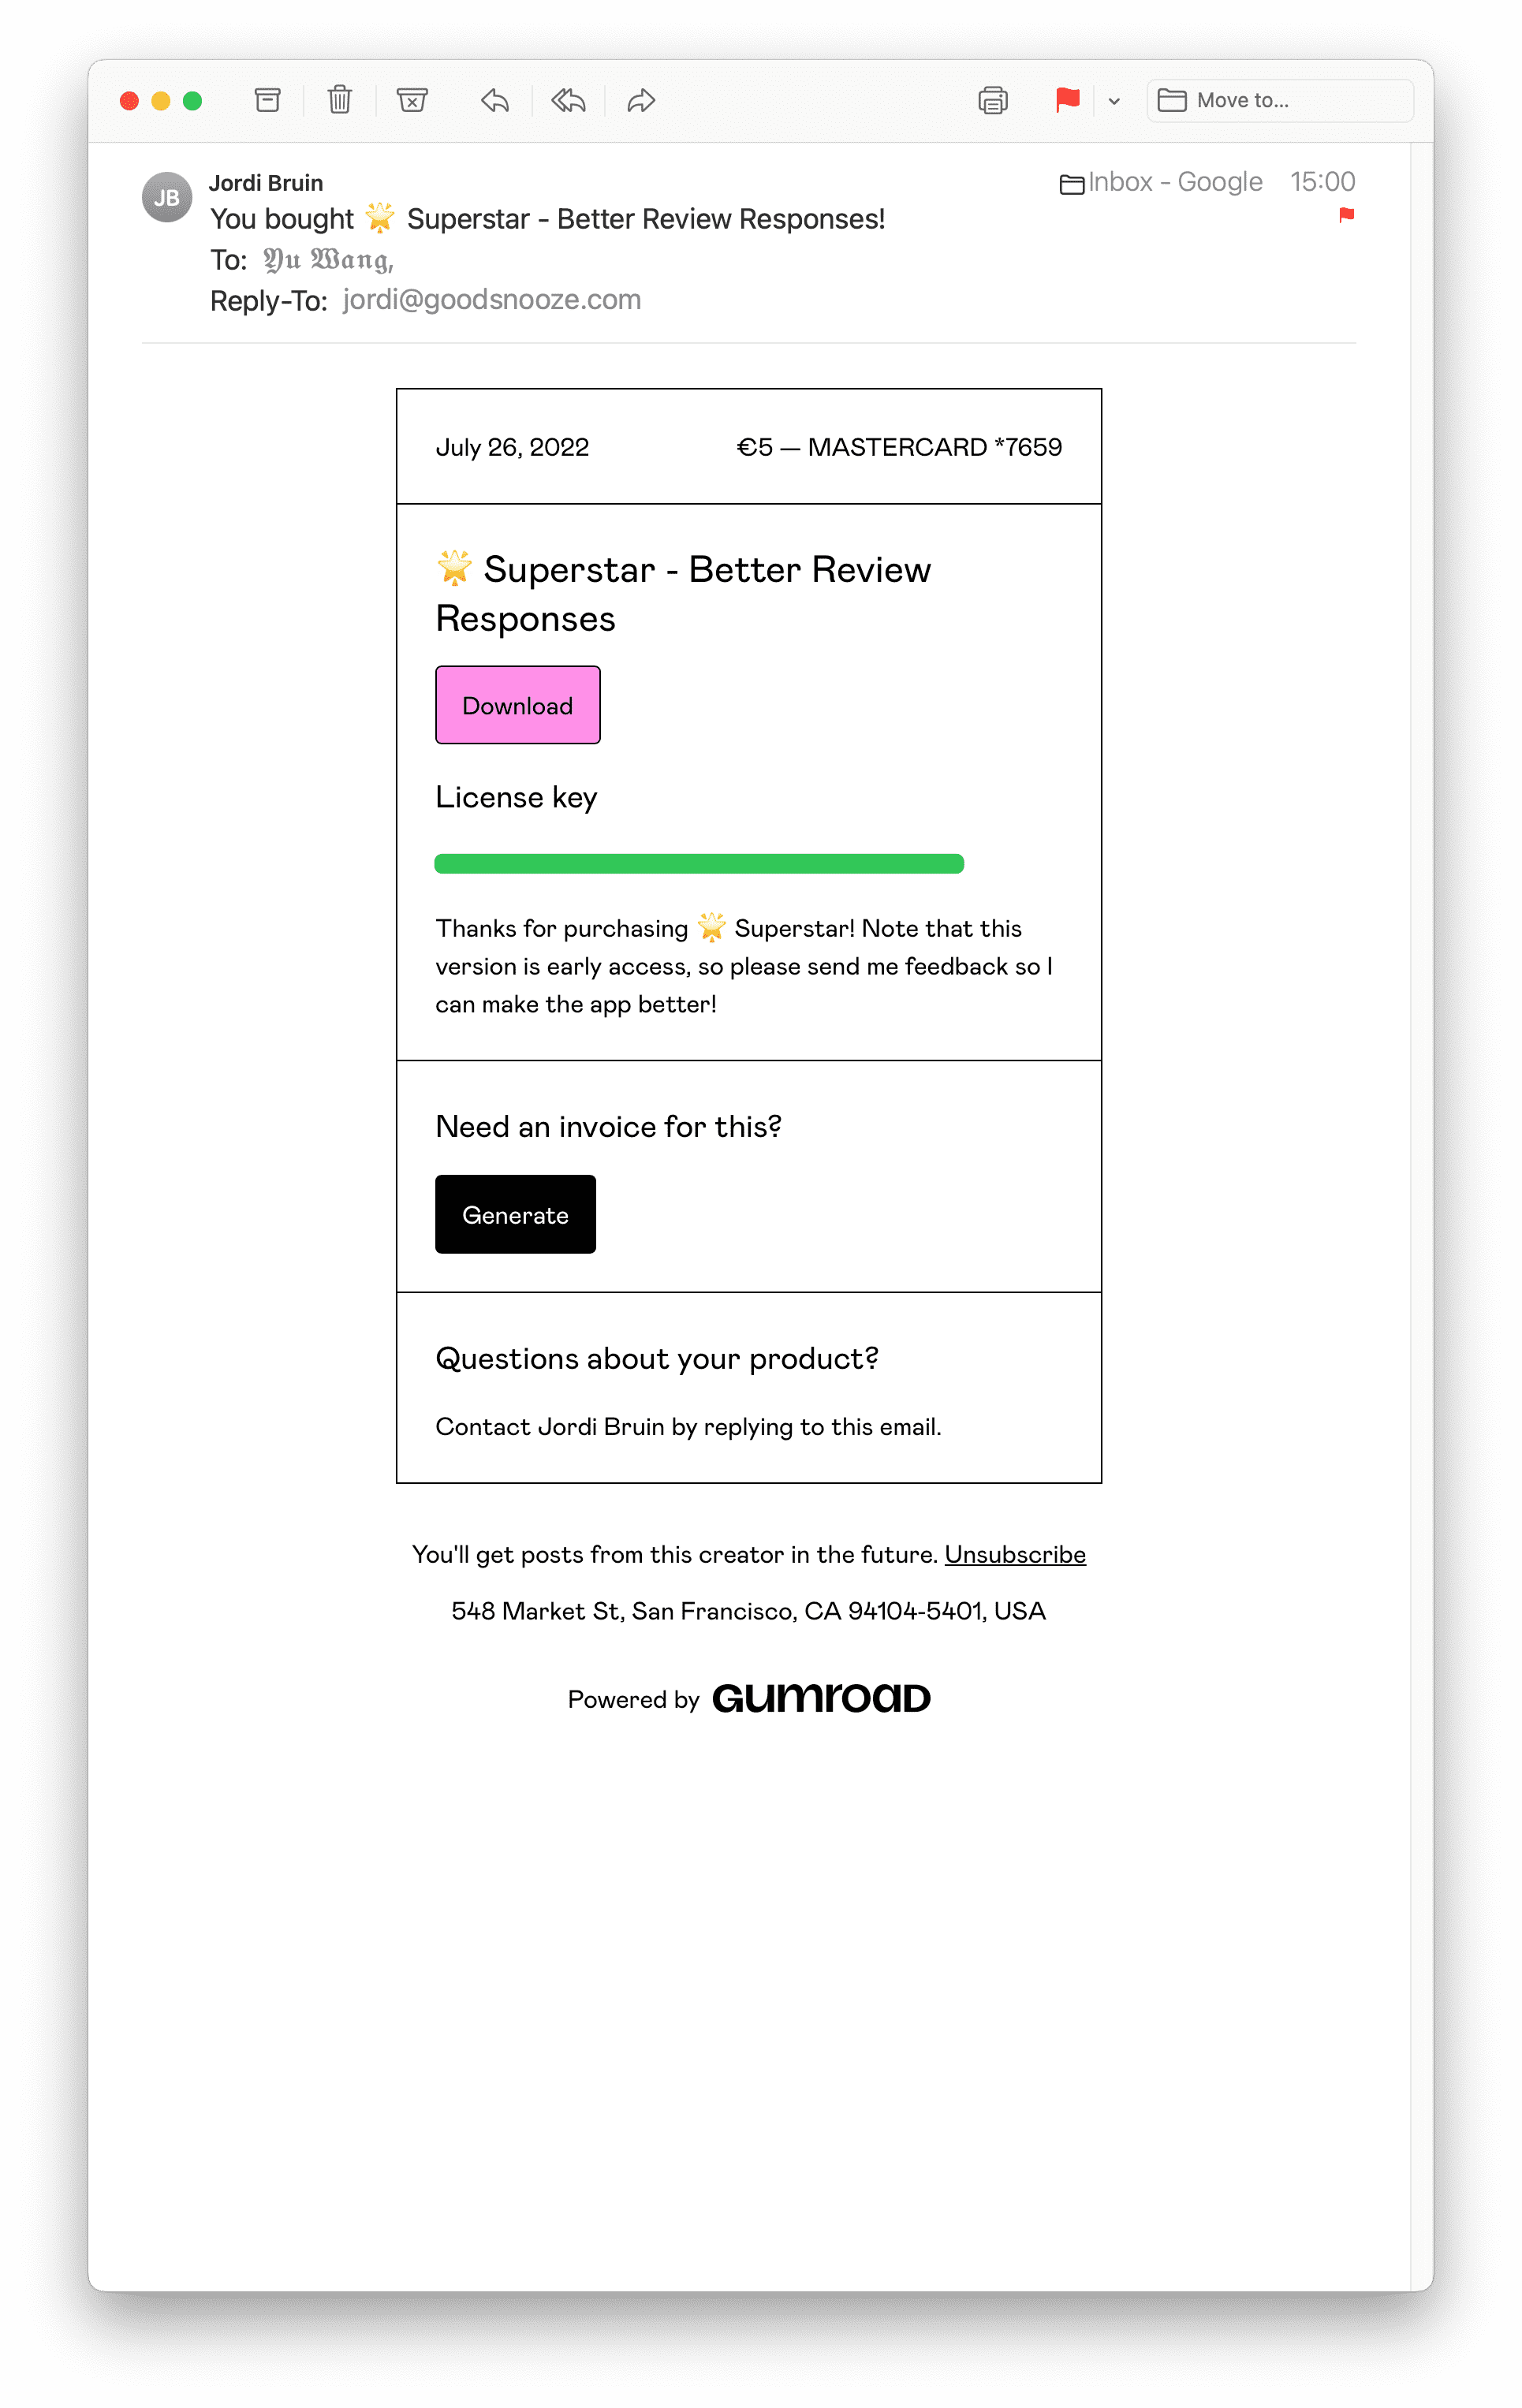 Move to...
JB
Jordi Bruin
Inbox - Google 15:00
You bought 🌟 Superstar - Better Review Responses!
To: 𝖄𝖚 𝖂𝖆𝖓𝖌,
Reply-To: jordi@goodsnooze.com
July 26, 2022 €5 — MASTERCARD *7659
🌟 Superstar - Better Review
Responses
Download
License key
Thanks for purchasing 🌟 Superstar! Note that this
version is early access, so please send me feedback so I
can make the app better!
Need an invoice for this?
Generate
Questions about your product?
Contact Jordi Bruin by replying to this email.
You'll get posts from this creator in the future. Unsubscribe
548 Market St, San Francisco, CA 94104-5401, USA
Powered by Gumroad